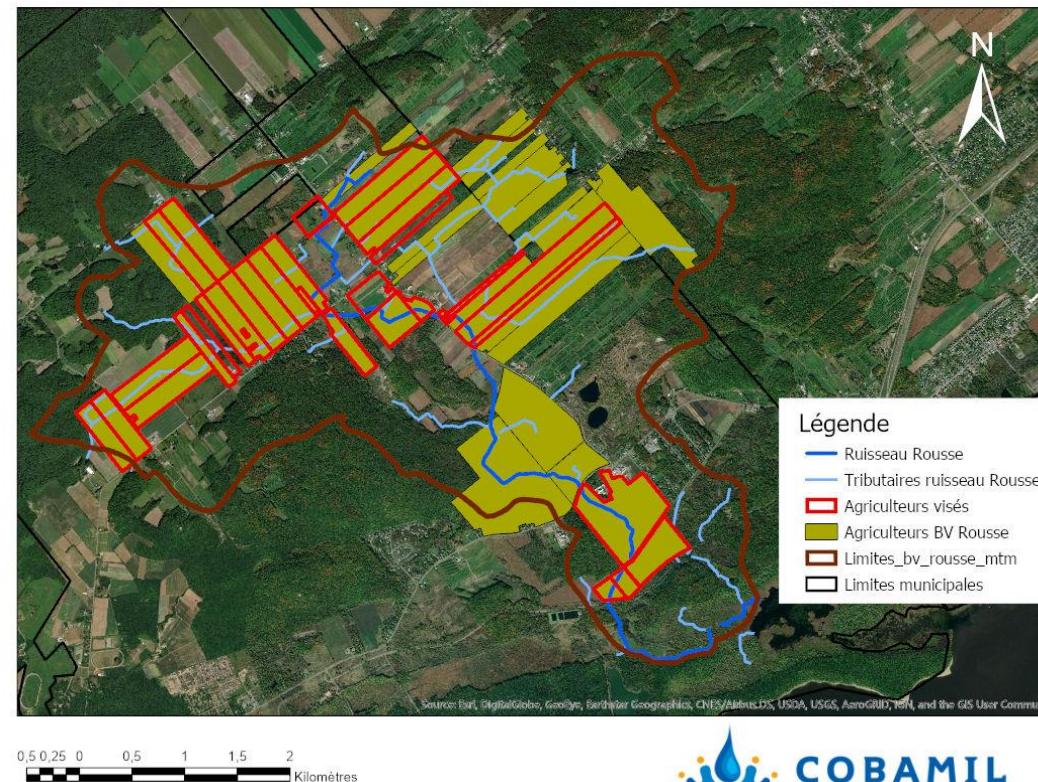 N
Légende
Ruisseau Rousse
Tributaires ruisseau Rousse
Agriculteurs visés
Agriculteurs BV Rousse
Limites_bv_rousse_mtm
Limites municipales
Source: Esri, DigitalGlobe, GeoEye, Earthstar Geographics, CNES/Airbus DS, USDA, USGS, AeroGRID, IGN, and the GIS User
0,5 0,25 0 0,5 1 1,5 2
Kilomètres
COBAMIL